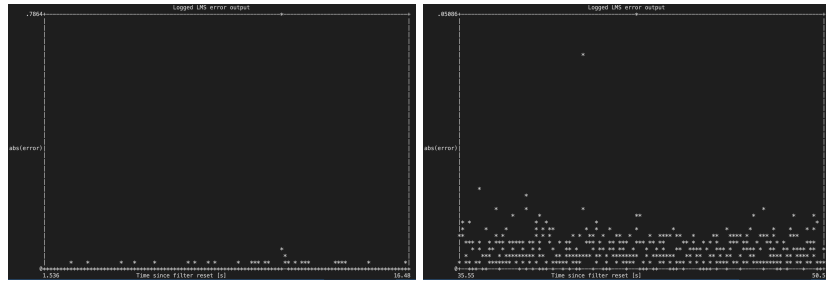 Logged LMS error output
.7864
abs(error)
0
1.536
Time since filter reset [s]
16.48
Logged LMS error output
.05086
abs(error)
0
35.55
Time since filter reset [s]
50.5